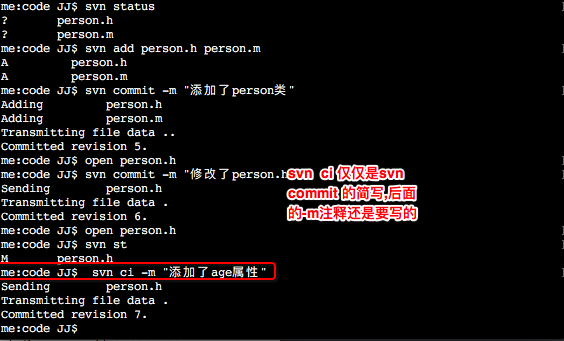 me:code JJ$ svn status
? person.h
? person.m
me:code JJ$ svn add person.h person.m
A person.h
A person.m
me:code JJ$ svn commit -m "添加了person类"
Adding person.h
Adding person.m
Transmitting file data ..
Committed revision 5.
me:code JJ$ open person.h
me:code JJ$ svn commit -m "修改了person.h
Sending person.h
Transmitting file data .
Committed revision 6.
me:code JJ$ open person.h
me:code JJ$ svn st
M person.h
me:code JJ$ svn ci -m "添加了age属性"
Sending person.h
Transmitting file data .
Committed revision 7.
me:code JJ$
svn ci 仅仅是svn
commit 的简写,后面
的-m注释还是要写的